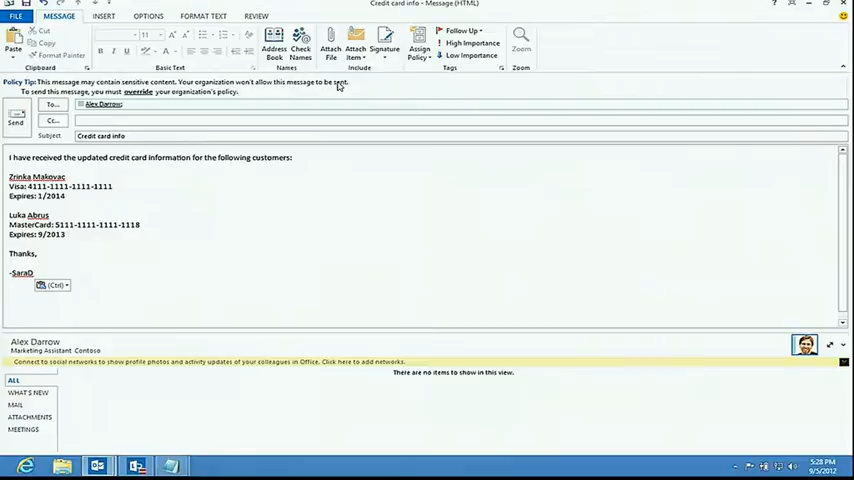 Credit card info - Message (HTML)
FILE MESSAGE INSERT OPTIONS FORMAT TEXT REVIEW
Paste
Cut
Copy
Format Painter
Clipboard
11
Basic Text
Address Book
Check Names
Names
Attach File
Attach Item
Signature
Include
Assign Policy
Follow Up
High Importance
Low Importance
Tags
Zoom
Zoom
Policy Tip: This message may contain sensitive content. Your organization won't allow this message to be sent.
To send this message, you must override your organization's policy.
Send
To... Alex Darrow;
Cc...
Subject Credit card info
I have received the updated credit card information for the following customers:
Zrinka Makovac
Visa: 4111-1111-1111-1111
Expires: 1/2014
Luka Abrus
MasterCard: 5111-1111-1111-1118
Expires: 9/2013
Thanks,
-SaraD
(Ctrl)
Alex Darrow
Marketing Assistant Contoso
Connect to social networks to show profile photos and activity updates of your colleagues in Office. Click here to add networks.
There are no items to show in this view.
ALL
WHAT'S NEW
MAIL
ATTACHMENTS
MEETINGS
5:28 PM
9/5/2012